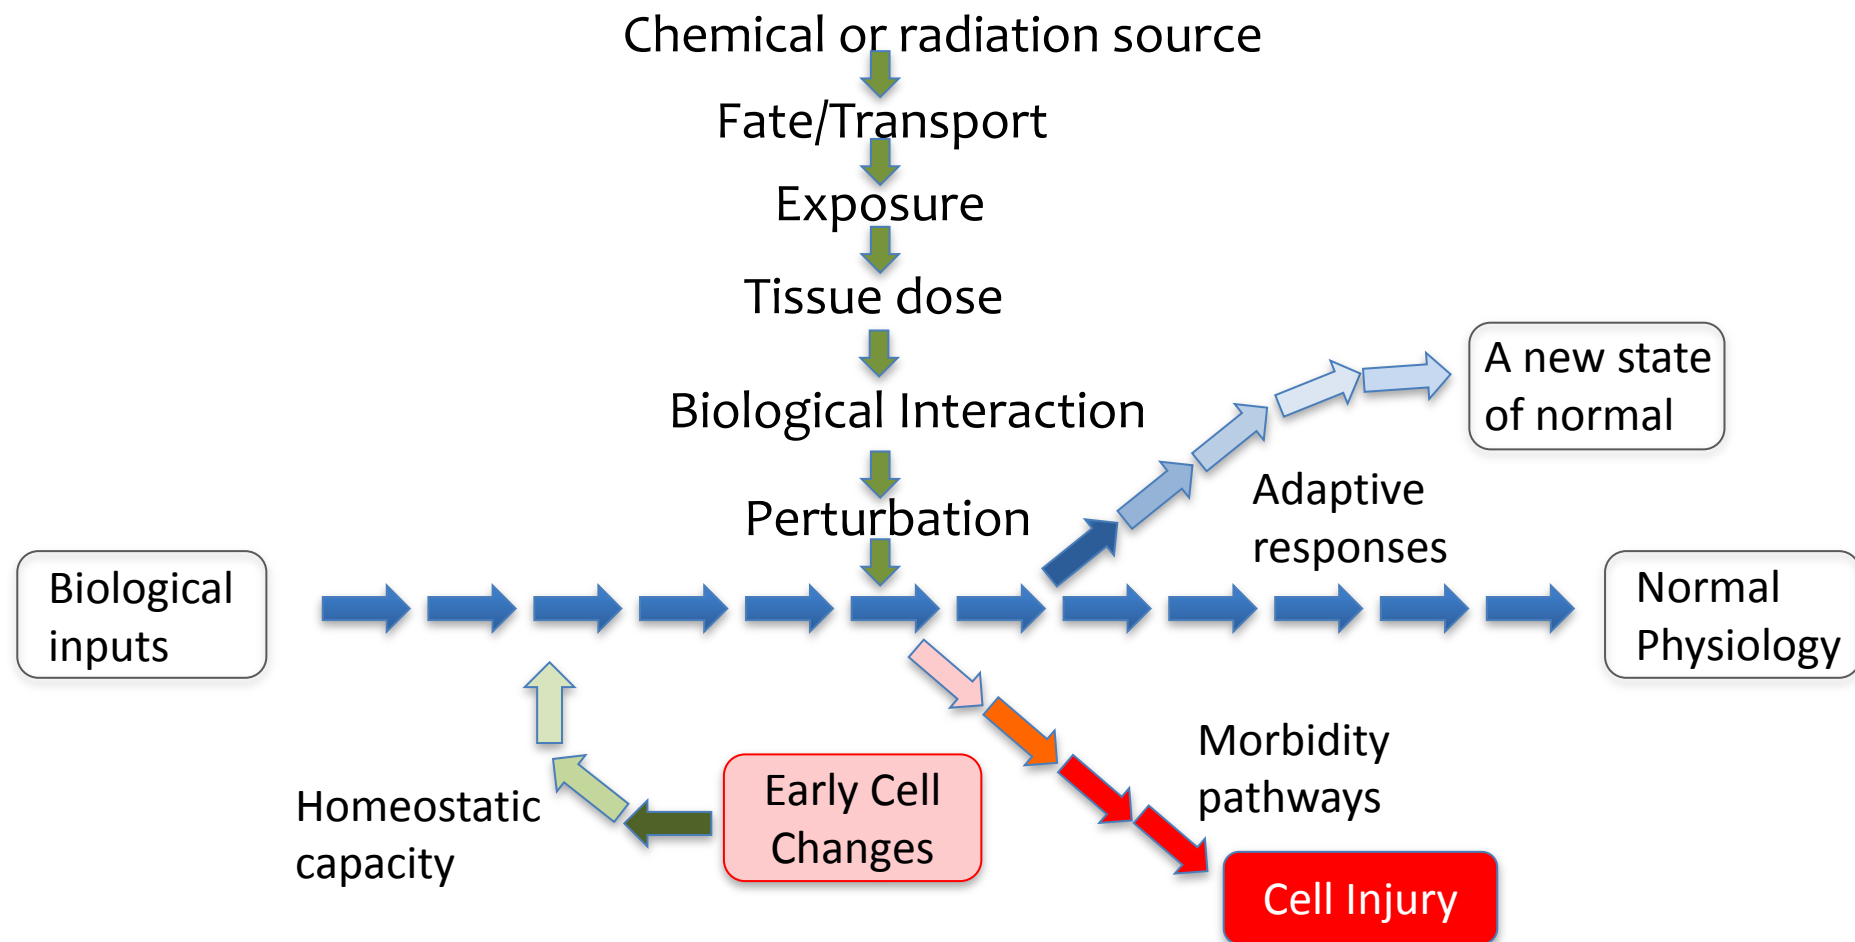 Chemical or radiation source
Fate/Transport
Exposure
Tissue dose
Biological Interaction
Perturbation
A new state
of normal
Adaptive
responses
Biological
inputs
Normal
Physiology
Homeostatic
capacity
Early Cell
Changes
Morbidity
pathways
Cell Injury